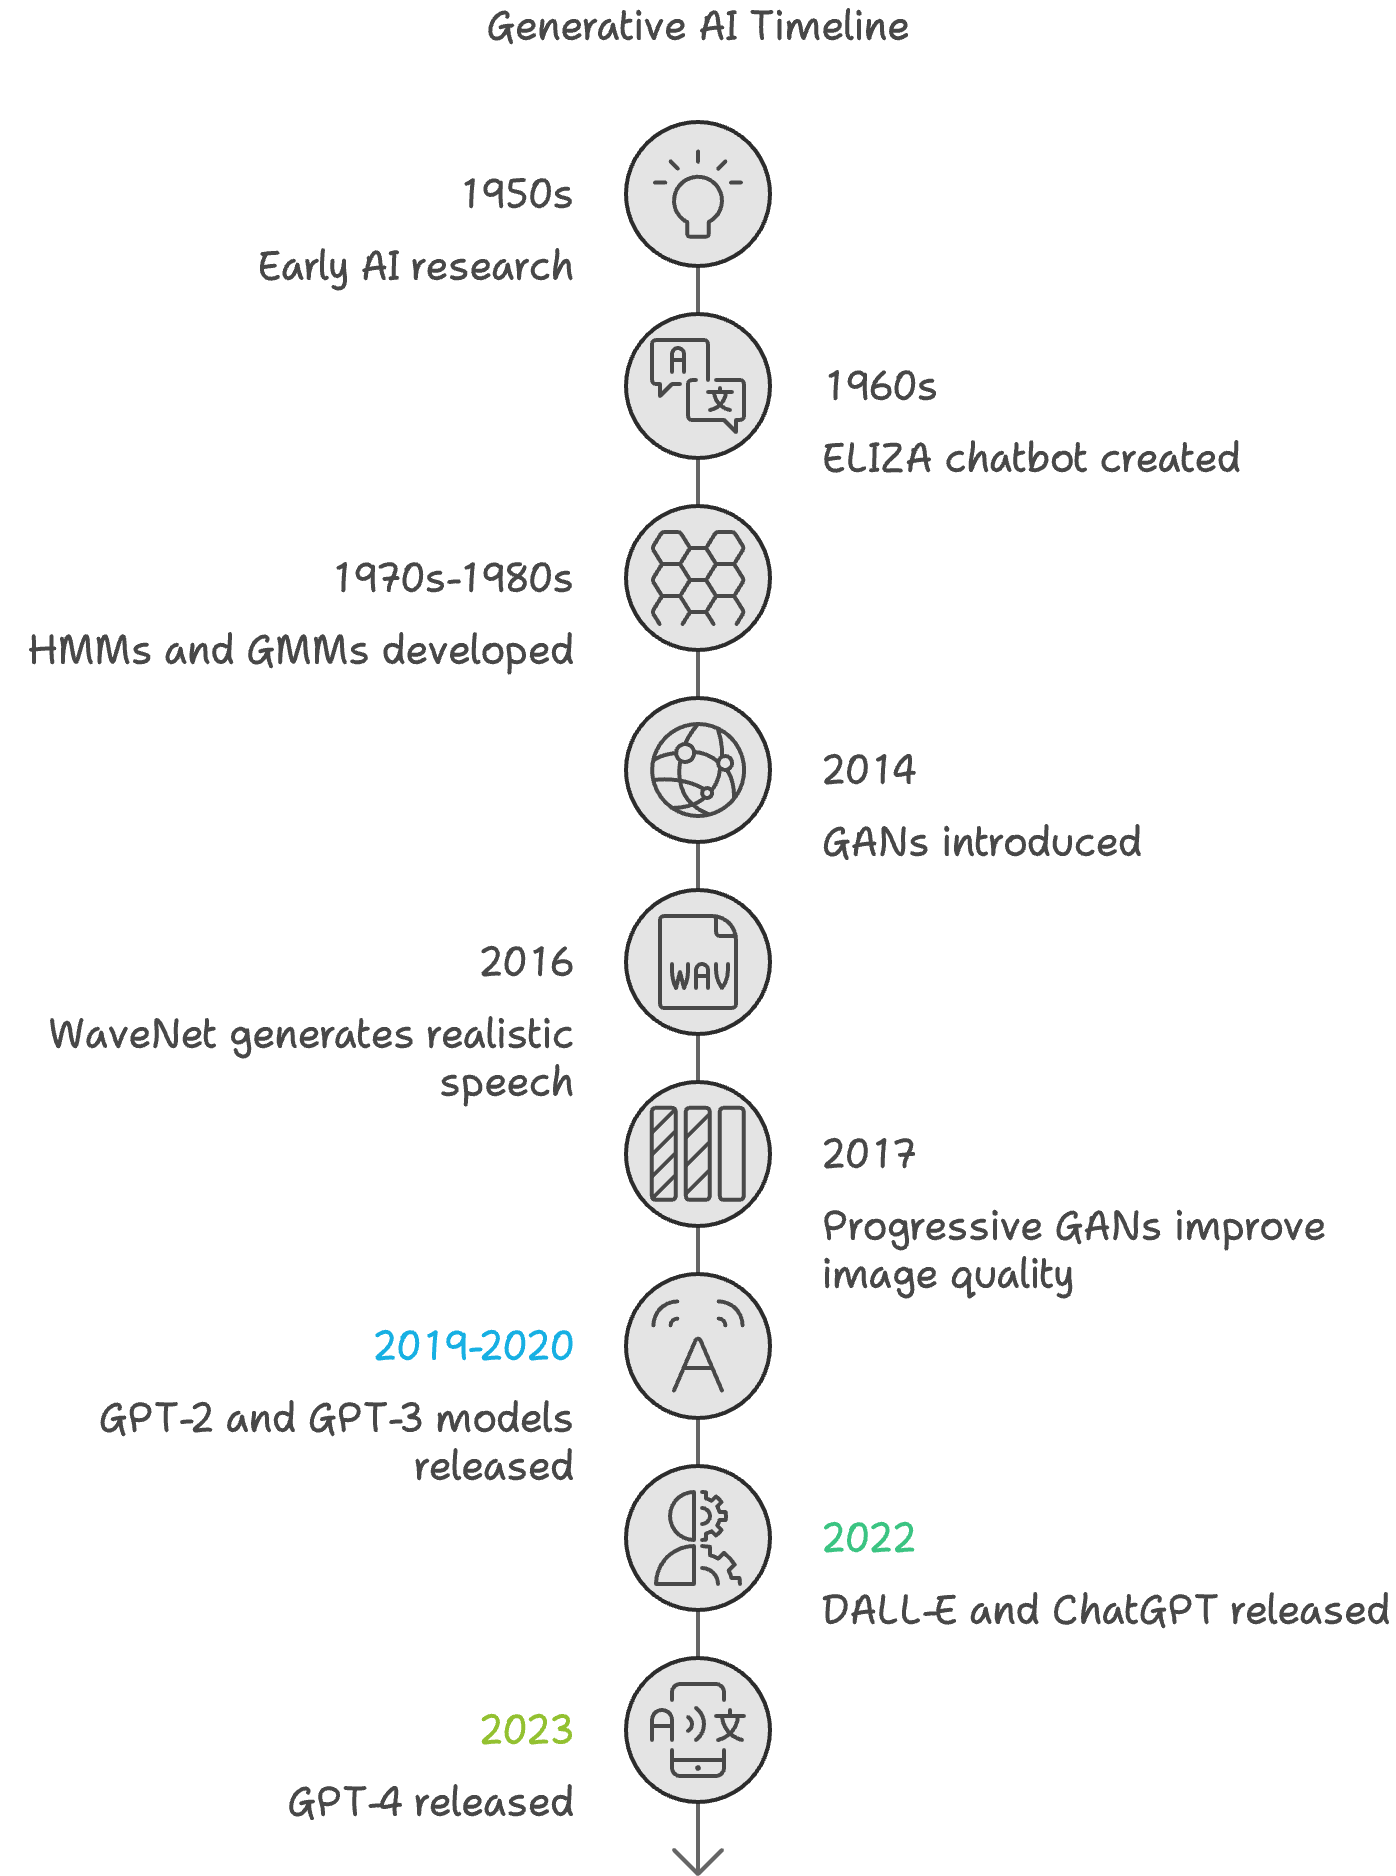 Generative AI Timeline
1950s
Early AI research
A
文
1960s
ELIZA chatbot created
1970s-1980s
HMMs and GMMs developed
2014
GANs introduced
2016
WaveNet generates realistic
speech
WAV
2017
Progressive GANs improve
image quality
2019-2020
GPT-2 and GPT-3 models
released
2022
DALL-E and ChatGPT released
2023
GPT-4 released
A 文